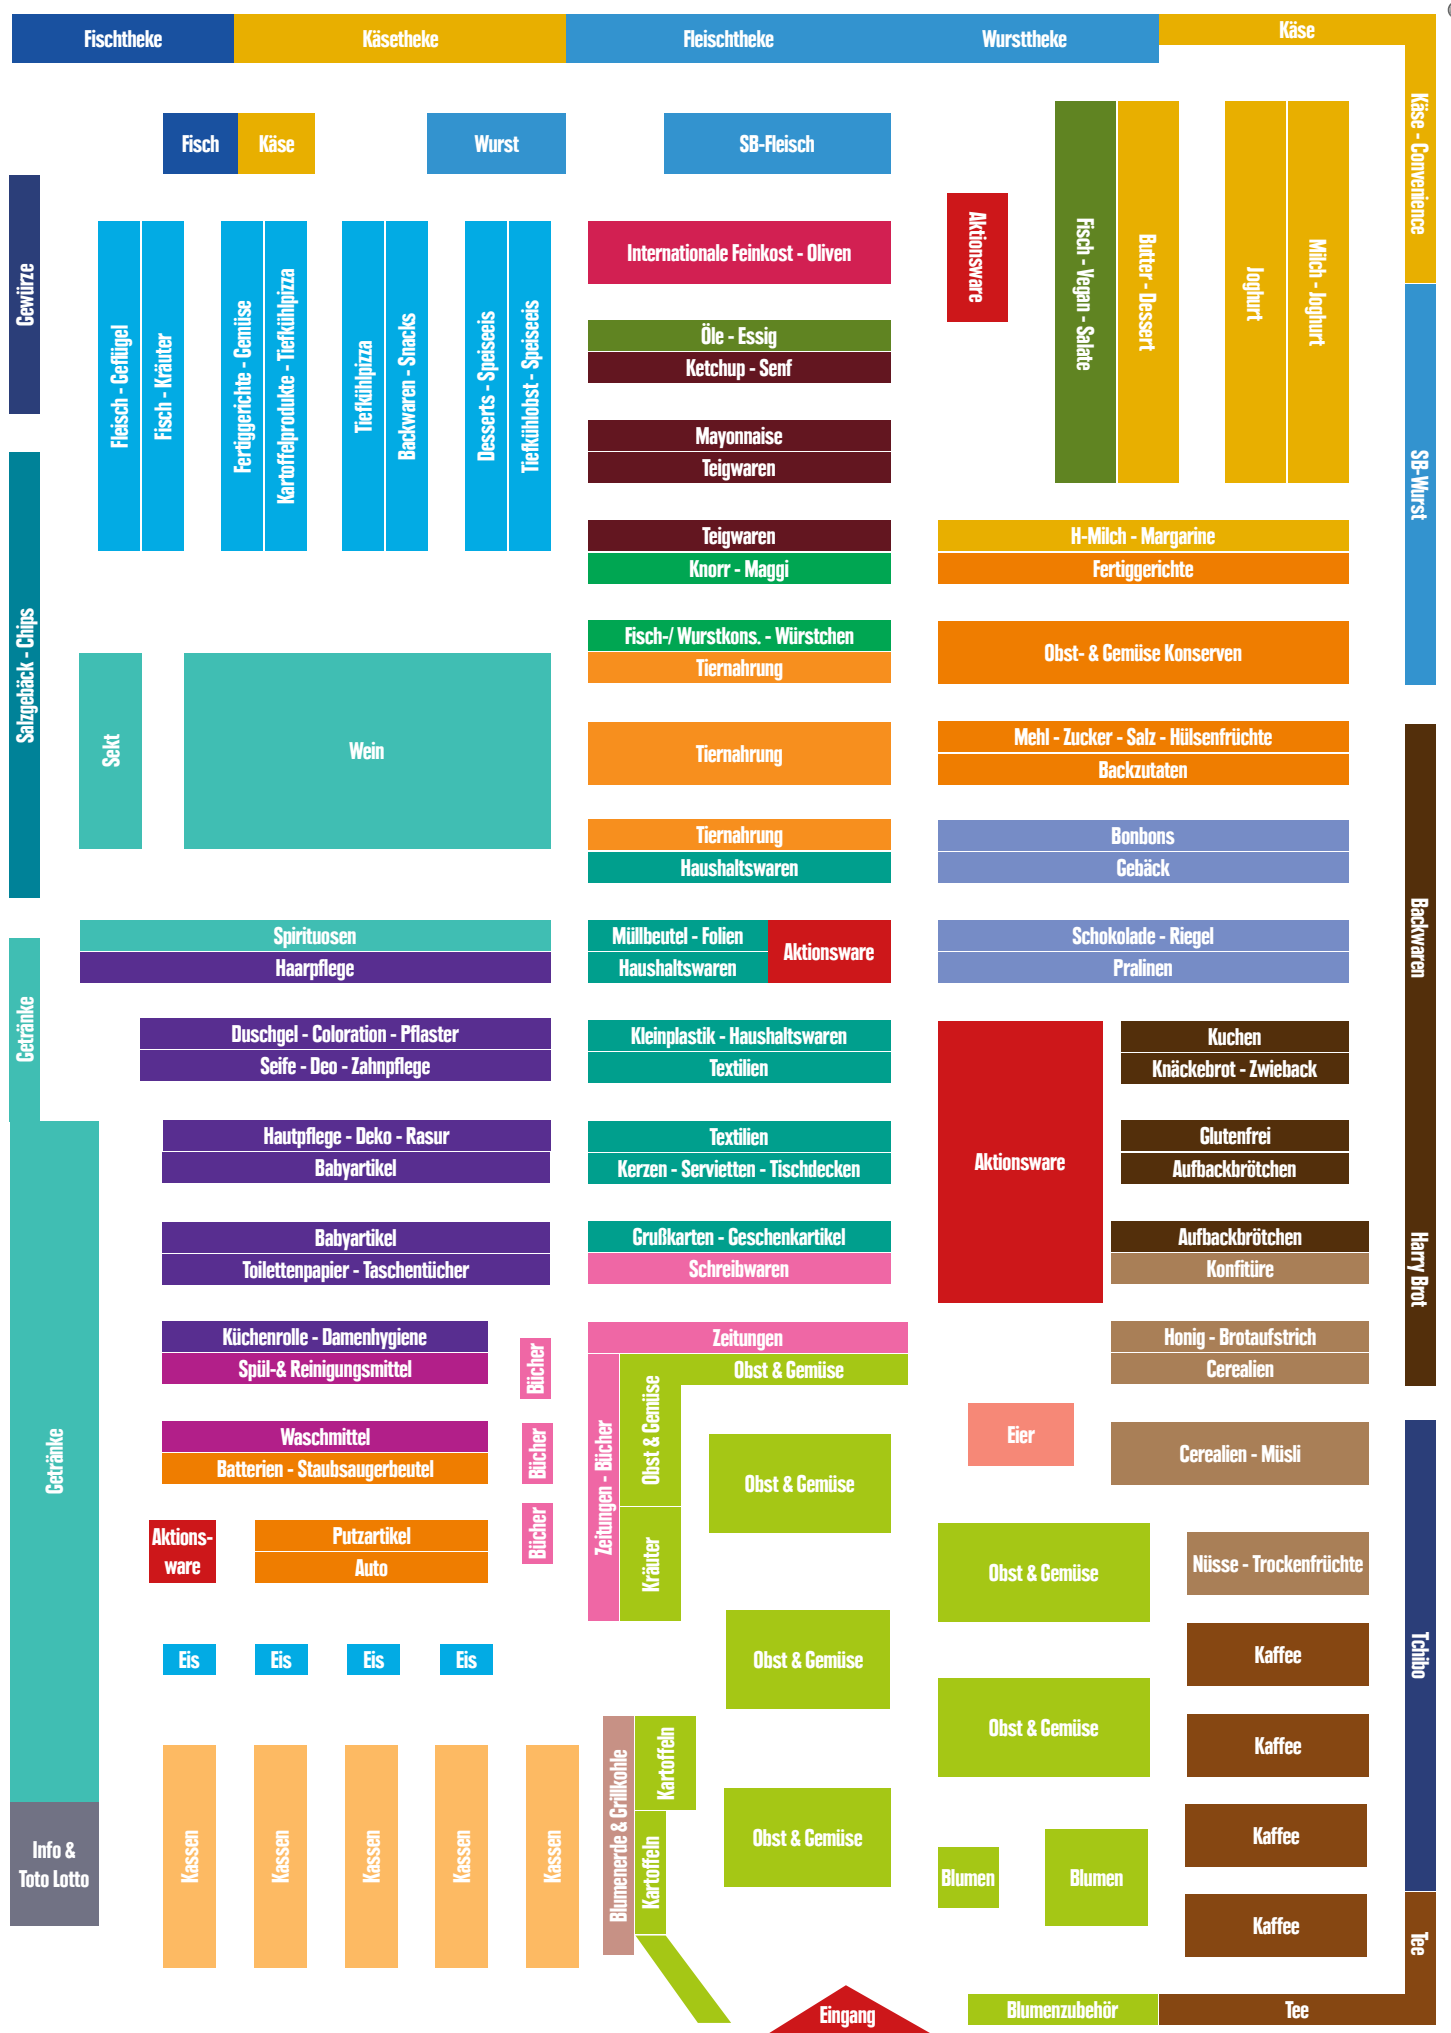 Fischtheke
Käsetheke
Fleischtheke
Wursttheke
Käse
Käse - Convenience
Fisch
Käse
Wurst
SB-Fleisch
Gewürze
Fleisch - Geflügel
Fisch - Kräuter
Fertiggerichte - Gemüse
Kartoffelprodukte - Tiefkühlpizza
Tiefkühlpizza
Backwaren - Snacks
Desserts - Speiseeis
Tiefkühlobst - Speiseeis
Internationale Feinkost - Oliven
Aktionsware
Fisch - Vegan - Salate
Butter - Dessert
Joghurt
Milch - Joghurt
SB-Wurst
Öle - Essig
Ketchup - Senf
Mayonnaise
Teigwaren
Teigwaren
Knorr - Maggi
H-Milch - Margarine
Fertiggerichte
Salzgebäck - Chips
Sekt
Wein
Fisch-/ Wurstkons. - Würstchen
Tiernahrung
Obst- & Gemüse Konserven
Tiernahrung
Mehl - Zucker - Salz - Hülsenfrüchte
Backzutaten
Tiernahrung
Haushaltswaren
Bonbons
Gebäck
Backwaren
Spirituosen
Haarpflege
Müllbeutel - Folien
Haushaltswaren
Aktionsware
Schokolade - Riegel
Pralinen
Getränke
Duschgel - Coloration - Pflaster
Seife - Deo - Zahnpflege
Kleinplastik - Haushaltswaren
Textilien
Aktionsware
Kuchen
Knäckebrot - Zwieback
Hautpflege - Deko - Rasur
Babyartikel
Textilien
Kerzen - Servietten - Tischdecken
Glutenfrei
Aufbackbrötchen
Babyartikel
Toilettenpapier - Taschentücher
Grußkarten - Geschenkartikel
Schreibwaren
Aufbackbrötchen
Konfitüre
Harry Brot
Getränke
Küchenrolle - Damenhygiene
Spül-& Reinigungsmittel
Bücher
Zeitungen
Obst & Gemüse
Zeitungen - Bücher
Obst & Gemüse
Honig - Brotaufstrich
Cerealien
Waschmittel
Batterien - Staubsaugerbeutel
Bücher
Obst & Gemüse
Eier
Cerealien - Müsli
Aktions-
ware
Putzartikel
Auto
Bücher
Kräuter
Obst & Gemüse
Nüsse - Trockenfrüchte
Tchibo
Eis
Eis
Eis
Eis
Obst & Gemüse
Kaffee
Obst & Gemüse
Kaffee
Info &
Toto Lotto
Kassen
Kassen
Kassen
Kassen
Kassen
Blumenerde & Grillkohle
Kartoffeln
Kartoffeln
Obst & Gemüse
Kaffee
Blumen
Blumen
Kaffee
Tee
Eingang
Blumenzubehör
Tee